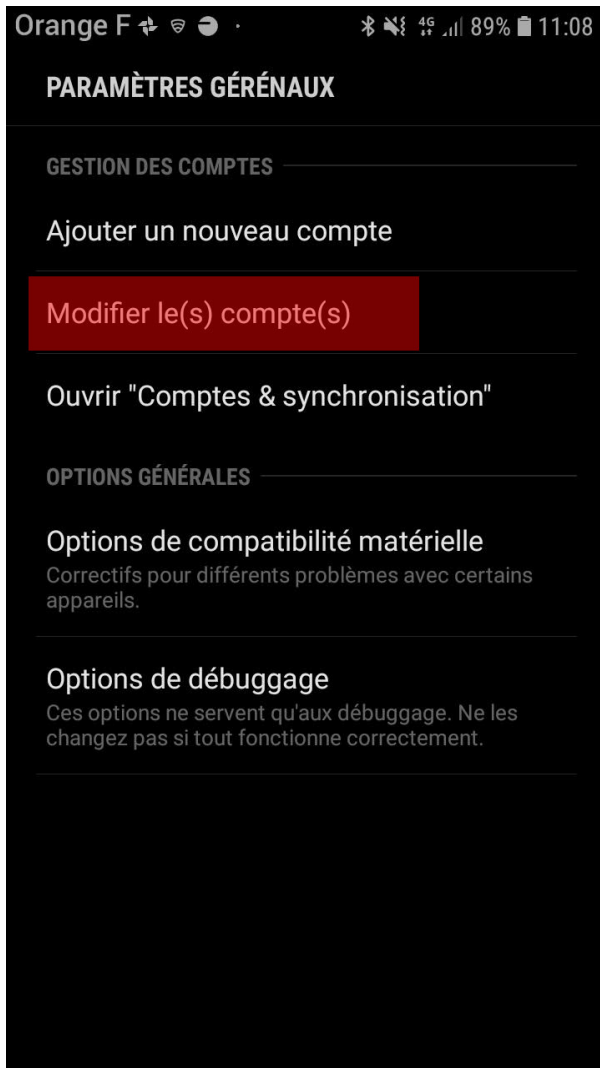 Orange F 4G 89% 11:08
PARAMÈTRES GÉRÉNAUX
GESTION DES COMPTES
Ajouter un nouveau compte
Modifier le(s) compte(s)
Ouvrir "Comptes & synchronisation"
OPTIONS GÉNÉRALES
Options de compatibilité matérielle
Correctifs pour différents problèmes avec certains
appareils.
Options de débuggage
Ces options ne servent qu'aux débuggage. Ne les
changez pas si tout fonctionne correctement.